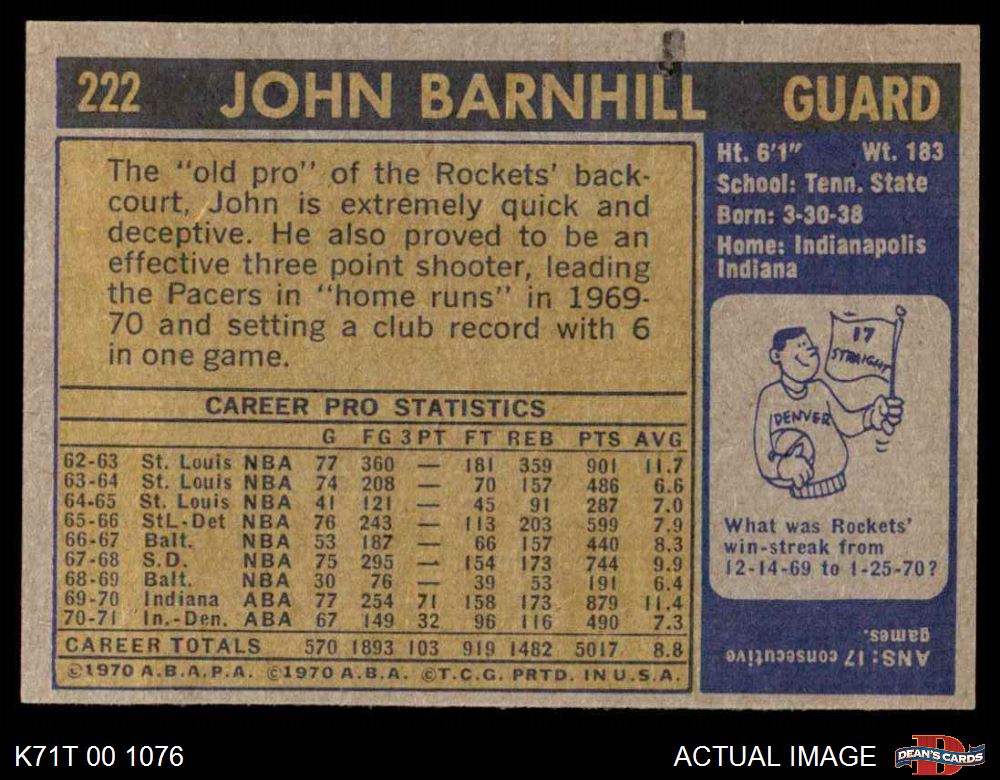 222 JOHN BARNHILL GUARD
The "old pro" of the Rockets' back-
court, John is extremely quick and
deceptive. He also proved to be an
effective three point shooter, leading
the Pacers in "home runs" in 1969-
70 and setting a club record with 6
in one game.
CAREER PRO STATISTICS
G FG 3PT FT REB PTS AVG
62-63 St. Louis NBA 77 360 — 181 359 901 11.7
63-64 St. Louis NBA 74 208 — 70 157 486 6.6
64-65 St. Louis NBA 41 121 — 45 91 287 7.0
65-66 StL-Det NBA 76 243 — 113 203 599 7.9
66-67 Balt. NBA 53 187 — 66 157 440 8.3
67-68 S.D. NBA 75 295 — 154 173 744 9.9
68-69 Balt. NBA 30 76 — 39 53 191 6.4
69-70 Indiana ABA 77 254 71 158 173 879 11.4
70-71 In.-Den. ABA 67 149 32 96 116 490 7.3
CAREER TOTALS 570 1893 103 919 1482 5017 8.8
©1970 A.B.A.P.A. ©1970 A.B.A. ©T.C.G. PRTD. IN U.S.A.
Ht. 6'1" Wt. 183
School: Tenn. State
Born: 3-30-38
Home: Indianapolis
Indiana
17
STRAIGHT
DENVER
What was Rockets'
win-streak from
12-14-69 to 1-25-70?
ANS: 17 consecutive
games.
K71T 00 1076
ACTUAL IMAGE
DEAN'S CARDS